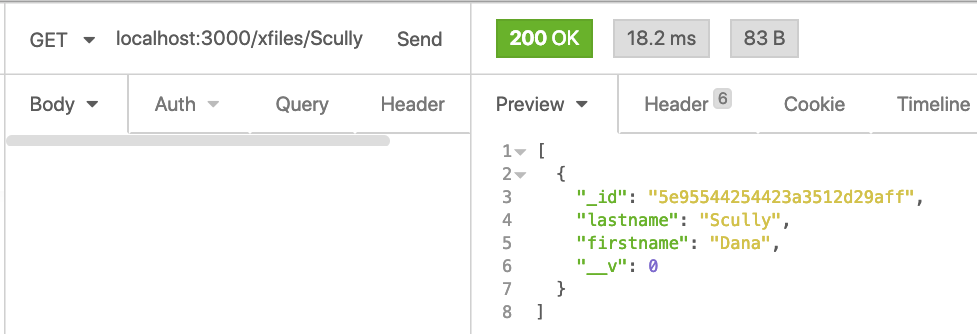 GET localhost:3000/xfiles/Scully Send 200 OK 18.2 ms 83 B
Body Auth Query Header Preview Header 6 Cookie Timeline
1 [
2 {
3 "_id": "5e95544254423a3512d29aff",
4 "lastname": "Scully",
5 "firstname": "Dana",
6 "__v": 0
7 }
8 ]